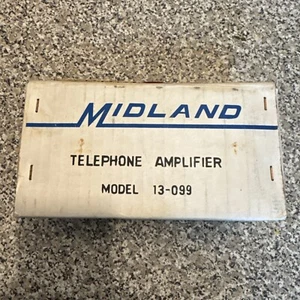 MIDLAND
TELEPHONE AMPLIFIER
MODEL 13-099